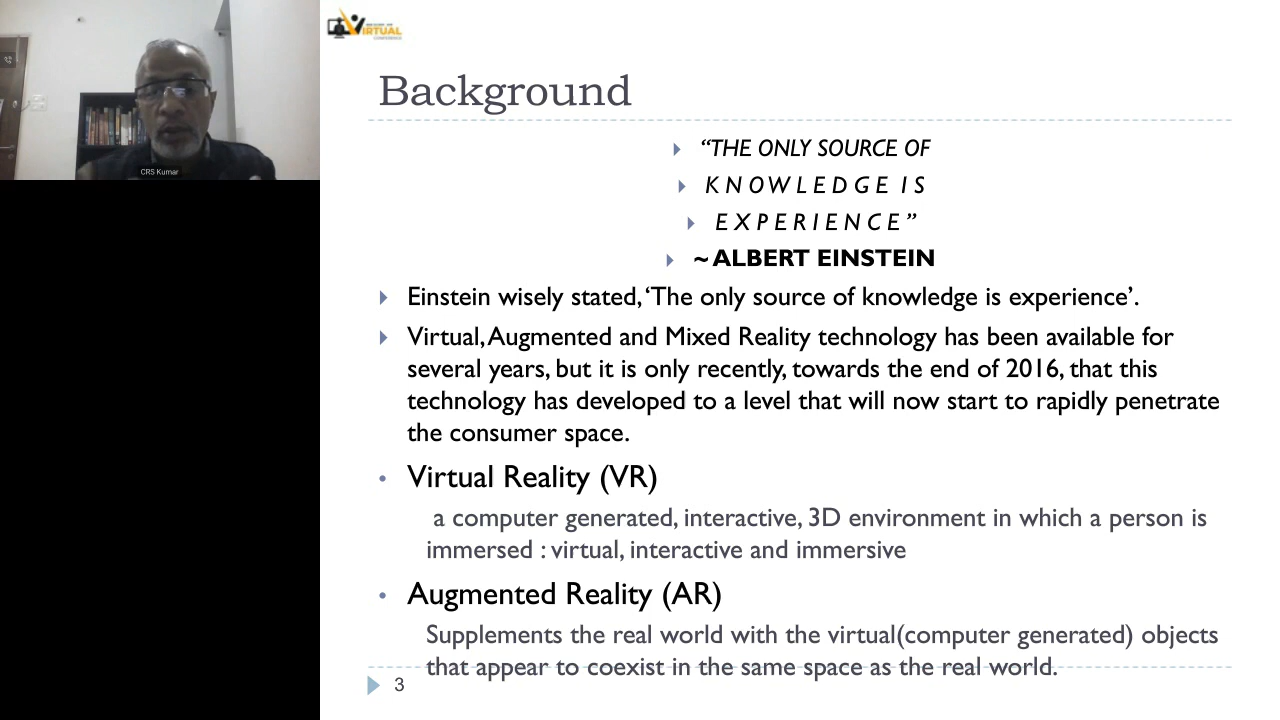 VIRTUAL
CONFERENCE
CRS Kumar
Background
“THE ONLY SOURCE OF
K N O W L E D G E  I S
E X P E R I E N C E ”
~ ALBERT EINSTEIN
Einstein wisely stated, ‘The only source of knowledge is experience’.
Virtual, Augmented and Mixed Reality technology has been available for
several years, but it is only recently, towards the end of 2016, that this
technology has developed to a level that will now start to rapidly penetrate
the consumer space.
Virtual Reality (VR)
a computer generated, interactive, 3D environment in which a person is
immersed : virtual, interactive and immersive
Augmented Reality (AR)
Supplements the real world with the virtual(computer generated) objects
that appear to coexist in the same space as the real world.
3